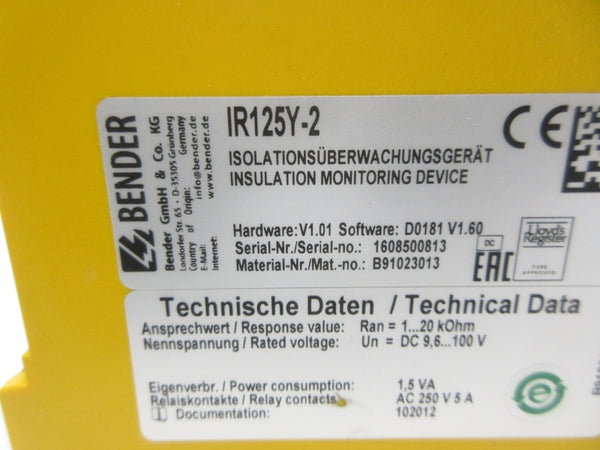 BENDER
Bender GmbH & Co. KG
Londorfer Str. 65 · D-35305 Grünberg
Country of Origin: Germany
E-Mail: info@bender.de
Internet: www.bender.de
IR125Y-2
ISOLATIONSÜBERWACHUNGSGERÄT
INSULATION MONITORING DEVICE
CE
Hardware:V1.01 Software: D0181 V1.60
Serial-Nr./Serial-no.: 1608500813
Material-Nr./Mat.-no.: B91023013
DC
EAC
Lloyd's
Register
TYPE
APPROVED
Technische Daten / Technical Data
Ansprechwert / Response value: Ran = 1...20 kOhm
Nennspannung / Rated voltage: Un = DC 9,6...100 V
Eigenverbr. / Power consumption: 1,5 VA
Relaiskontakte / Relay contacts: AC 250 V 5 A
i Documentation: 102012
e